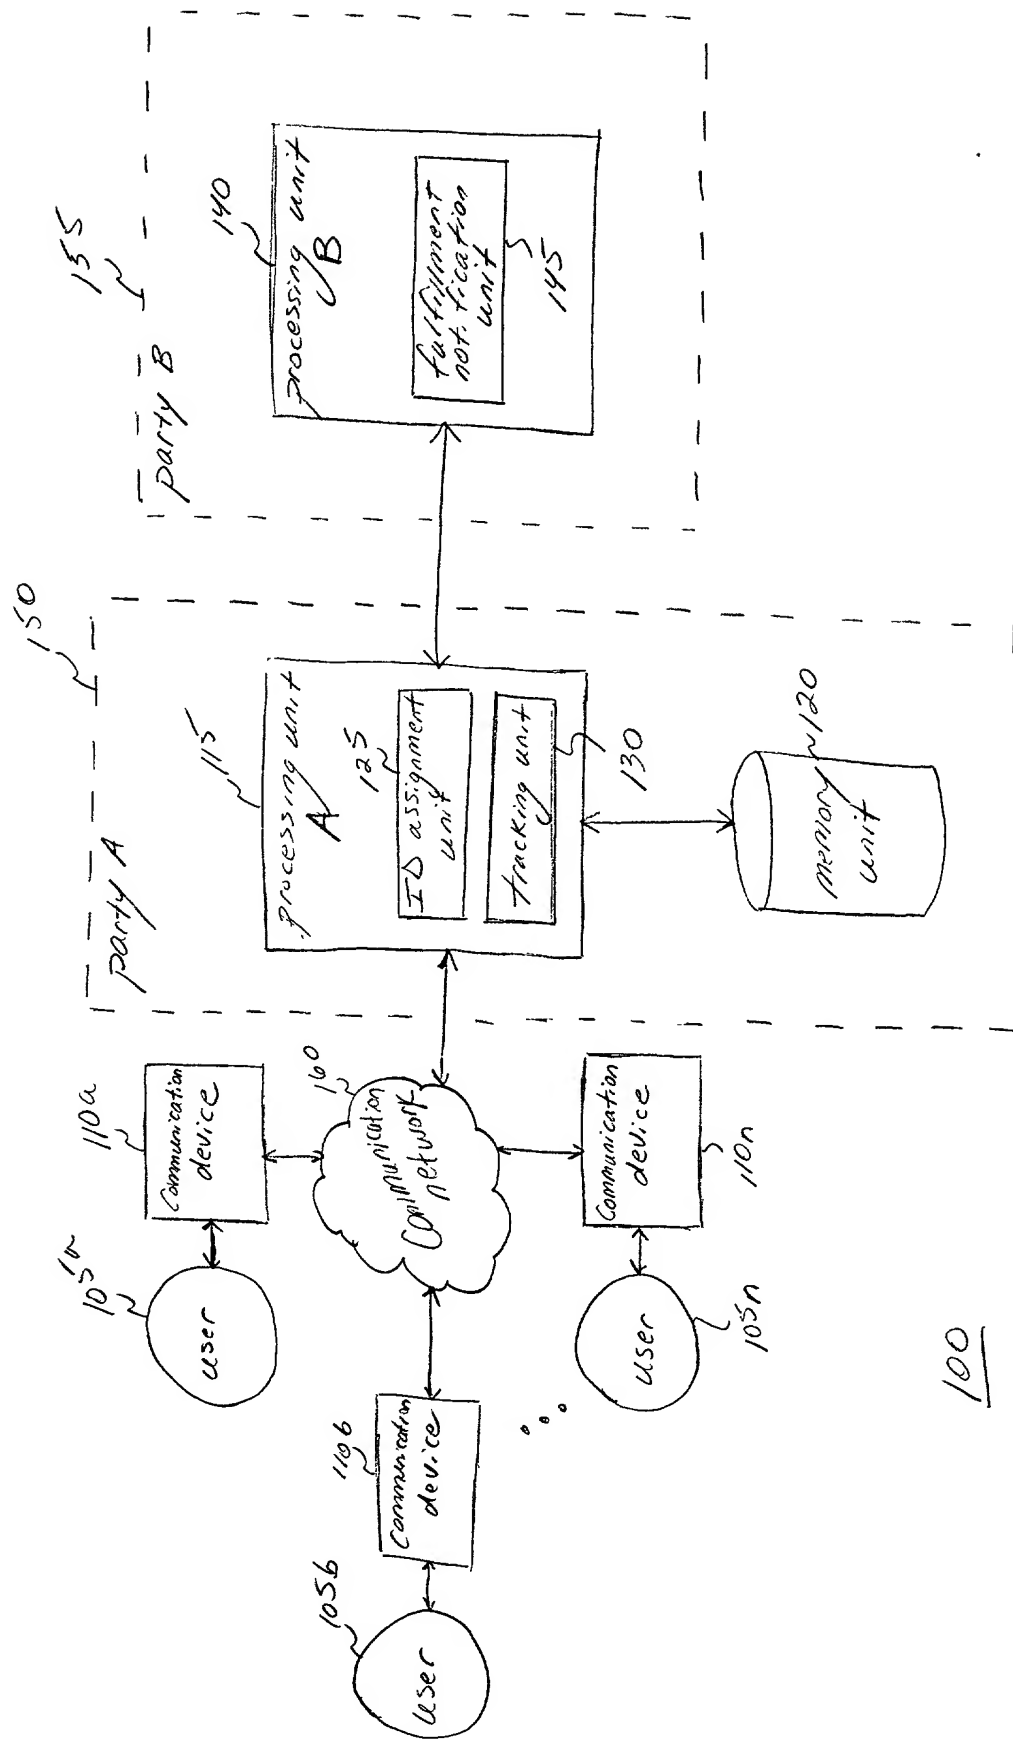 155
party B
140
processing unit
B
fulfillment
notification
unit
145
150
party A
115
processing unit
A
125
ID assignment
unit
tracking unit
130
memory
unit
120
110a
Communication
device
105a
user
160
Communication
network
110b
Communication
device
105b
user
Communication
device
110n
user
105n
100